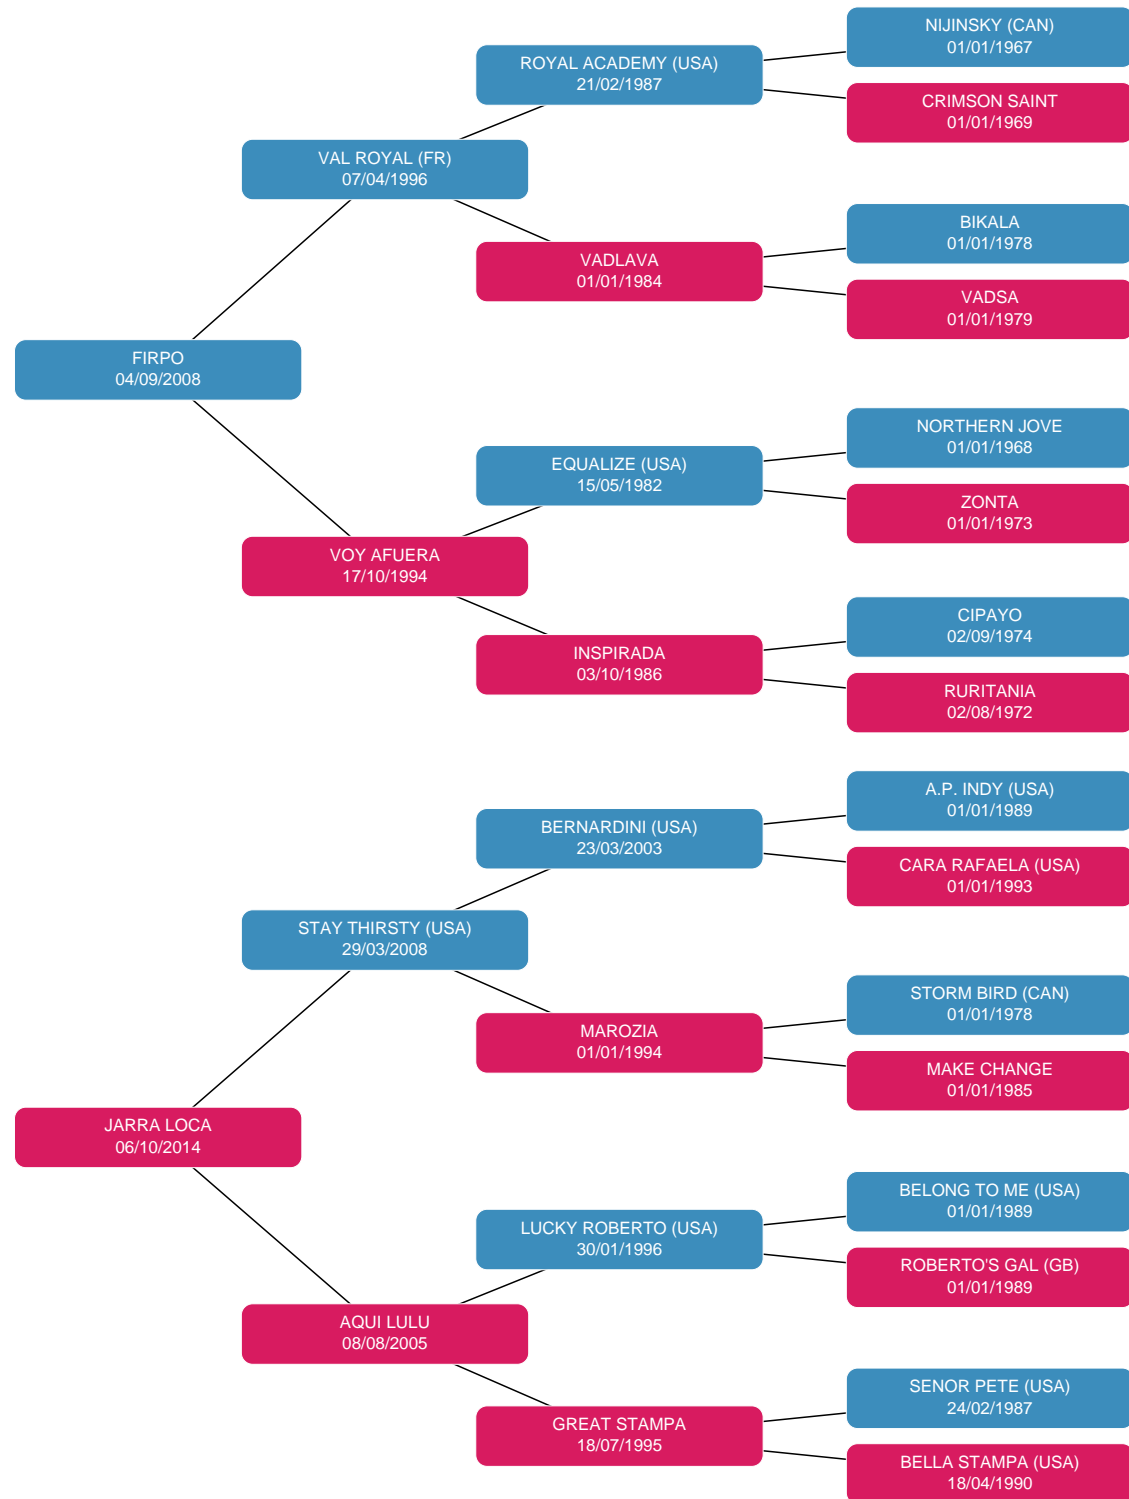 NIJINSKY (CAN)
01/01/1967
ROYAL ACADEMY (USA)
21/02/1987
CRIMSON SAINT
01/01/1969
VAL ROYAL (FR)
07/04/1996
BIKALA
01/01/1978
VADLAVA
01/01/1984
VADSA
01/01/1979
FIRPO
04/09/2008
NORTHERN JOVE
01/01/1968
EQUALIZE (USA)
15/05/1982
ZONTA
01/01/1973
VOY AFUERA
17/10/1994
CIPAYO
02/09/1974
INSPIRADA
03/10/1986
RURITANIA
02/08/1972
A.P. INDY (USA)
01/01/1989
BERNARDINI (USA)
23/03/2003
CARA RAFAELA (USA)
01/01/1993
STAY THIRSTY (USA)
29/03/2008
STORM BIRD (CAN)
01/01/1978
MAROZIA
01/01/1994
MAKE CHANGE
01/01/1985
JARRA LOCA
06/10/2014
BELONG TO ME (USA)
01/01/1989
LUCKY ROBERTO (USA)
30/01/1996
ROBERTO'S GAL (GB)
01/01/1989
AQUI LULU
08/08/2005
SENOR PETE (USA)
24/02/1987
GREAT STAMPA
18/07/1995
BELLA STAMPA (USA)
18/04/1990